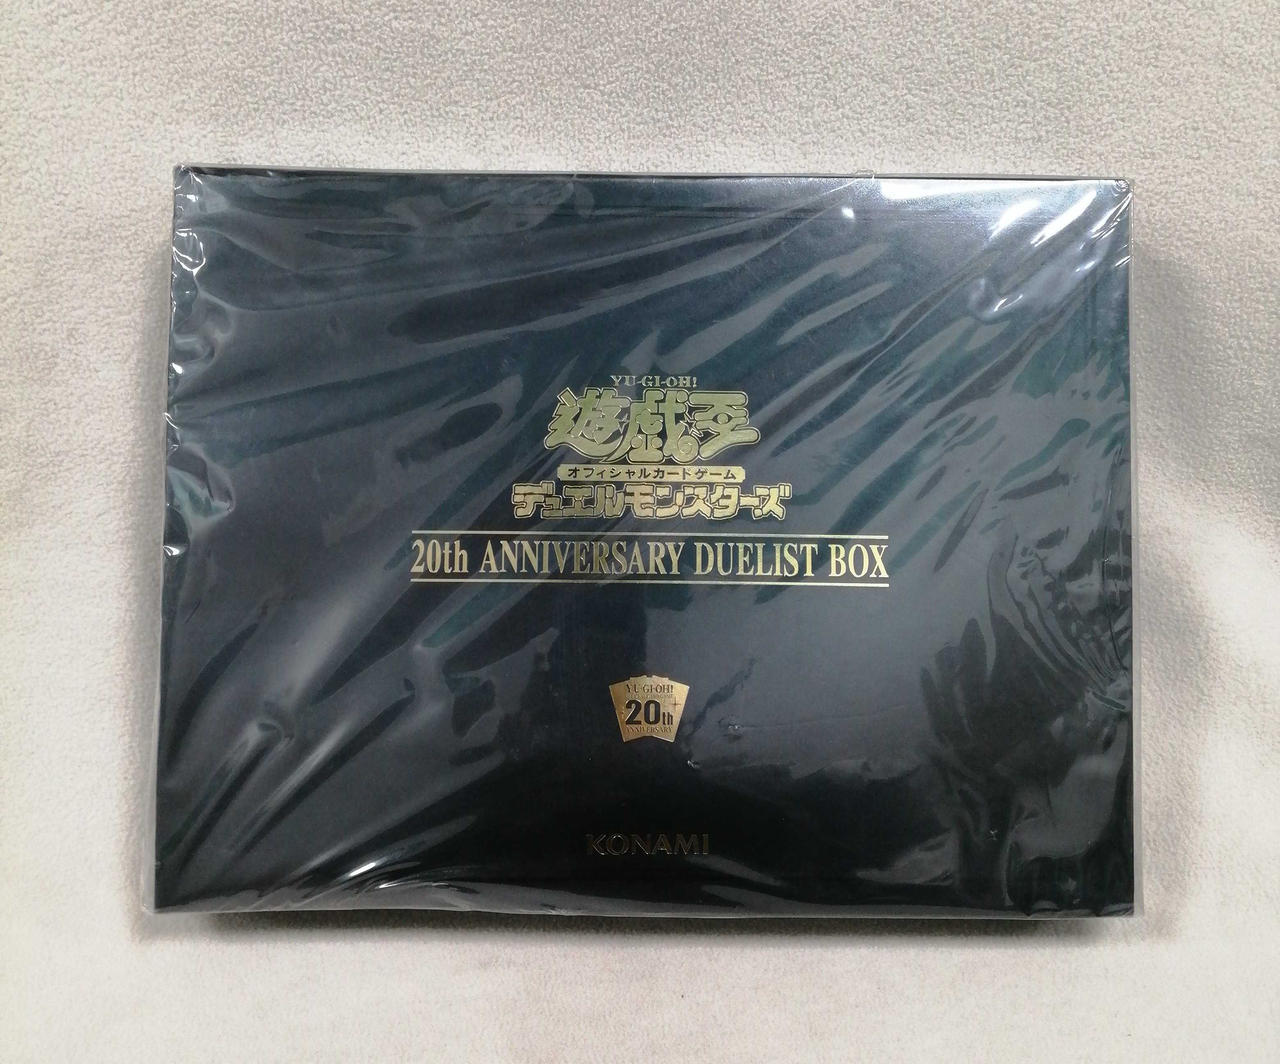 YU-GI-OH!
遊戯王
オフィシャルカードゲーム
デュエルモンスターズ
20th ANNIVERSARY DUELIST BOX
YU-GI-OH!
20th
ANNIVERSARY
KONAMI